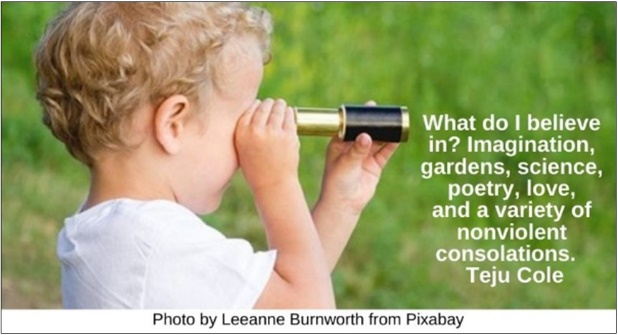 What do I believe
in? Imagination,
gardens, science,
poetry, love,
and a variety of
nonviolent
consolations.
Teju Cole
Photo by Leeanne Burnworth from Pixabay